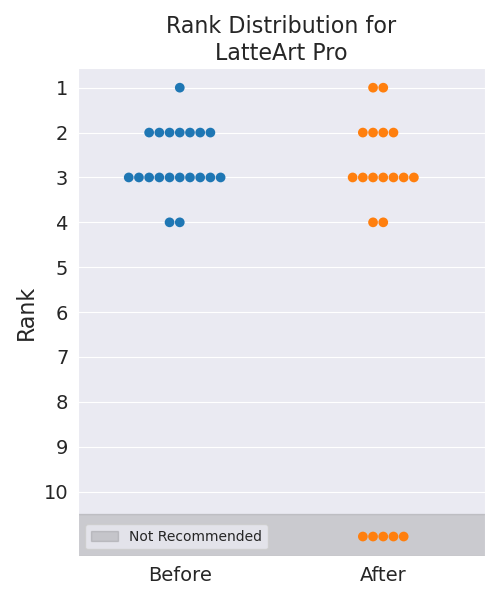 Rank Distribution for
LatteArt Pro
Rank
1
2
3
4
5
6
7
8
9
10
Not Recommended
Before After